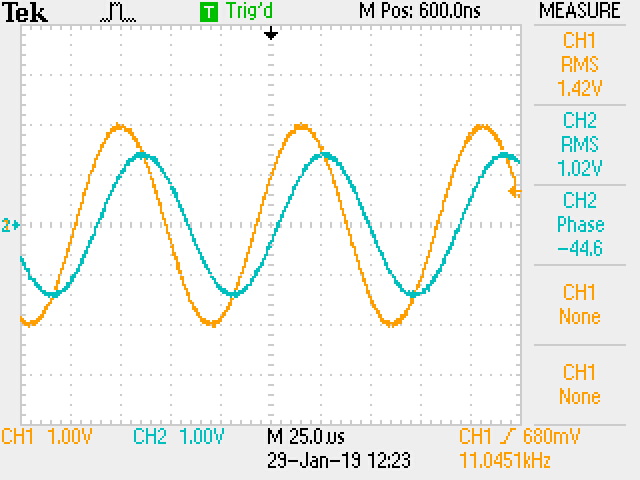 Tek T Trig'd M Pos: 600.0ns MEASURE
CH1
RMS
1.42V
CH2
RMS
1.02V
CH2
Phase
-44.6
CH1
None
CH1
None
2
CH1 1.00V CH2 1.00V M 25.0us CH1 680mV
29-Jan-19 12:23 11.0451kHz